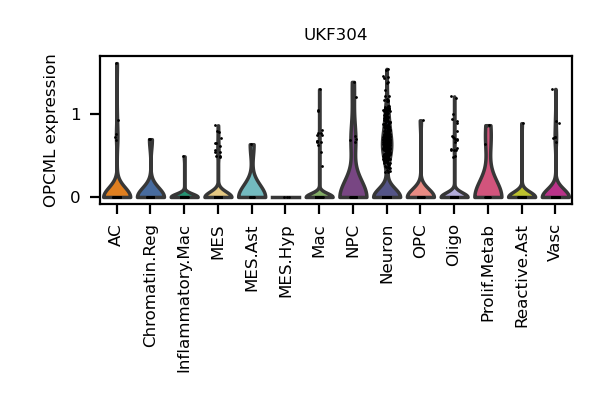 UKF304
OPCML expression
1
0
AC
Chromatin.Reg
Inflammatory.Mac
MES
MES.Ast
MES.Hyp
Mac
NPC
Neuron
OPC
Oligo
Prolif.Metab
Reactive.Ast
Vasc